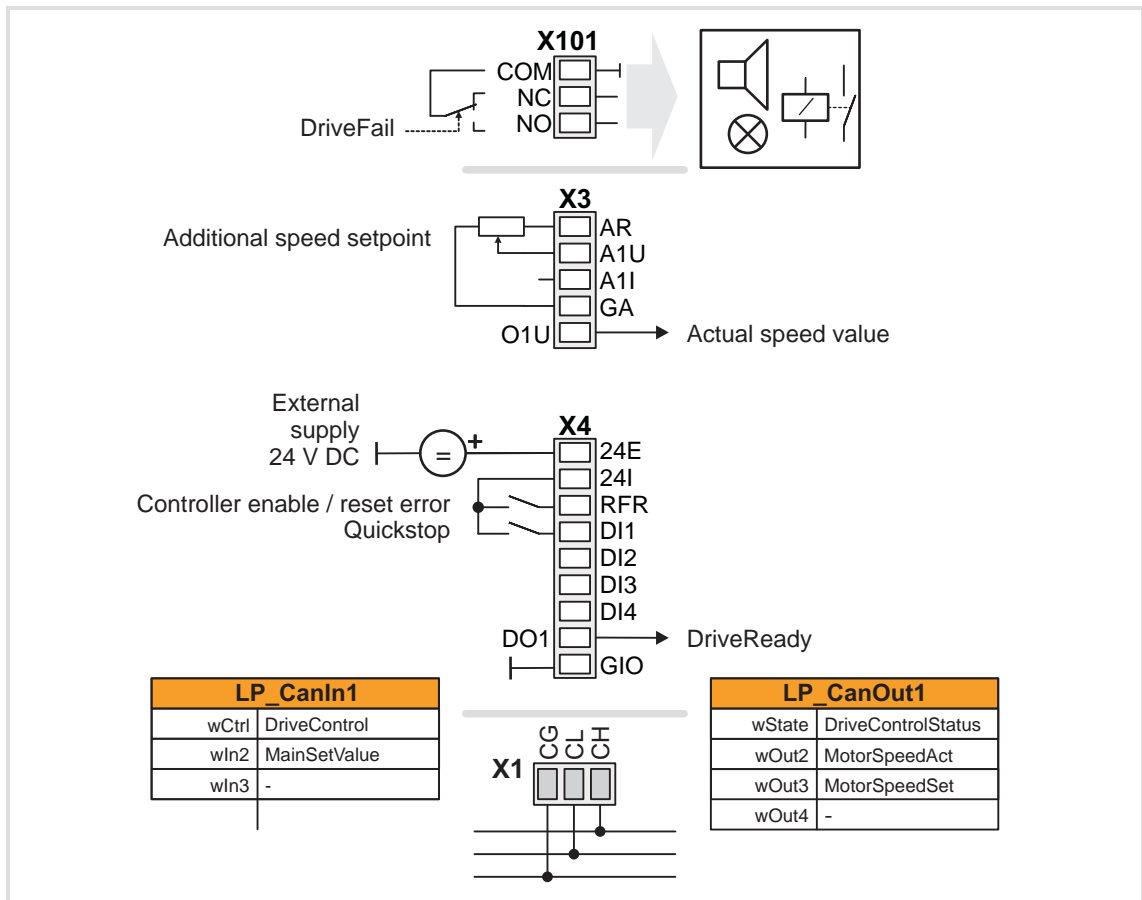 X101
COM
NC
NO
DriveFail
X3
Additional speed setpoint
AR
A1U
A1I
GA
O1U
Actual speed value
External
supply
24 V DC
=
+
X4
24E
24I
Controller enable / reset error
RFR
Quickstop
DI1
DI2
DI3
DI4
DO1
DriveReady
GIO
LP_CanIn1
wCtrl DriveControl
wIn2 MainSetValue
wIn3 -
X1
CG
CL
CH
LP_CanOut1
wState DriveControlStatus
wOut2 MotorSpeedAct
wOut3 MotorSpeedSet
wOut4 -